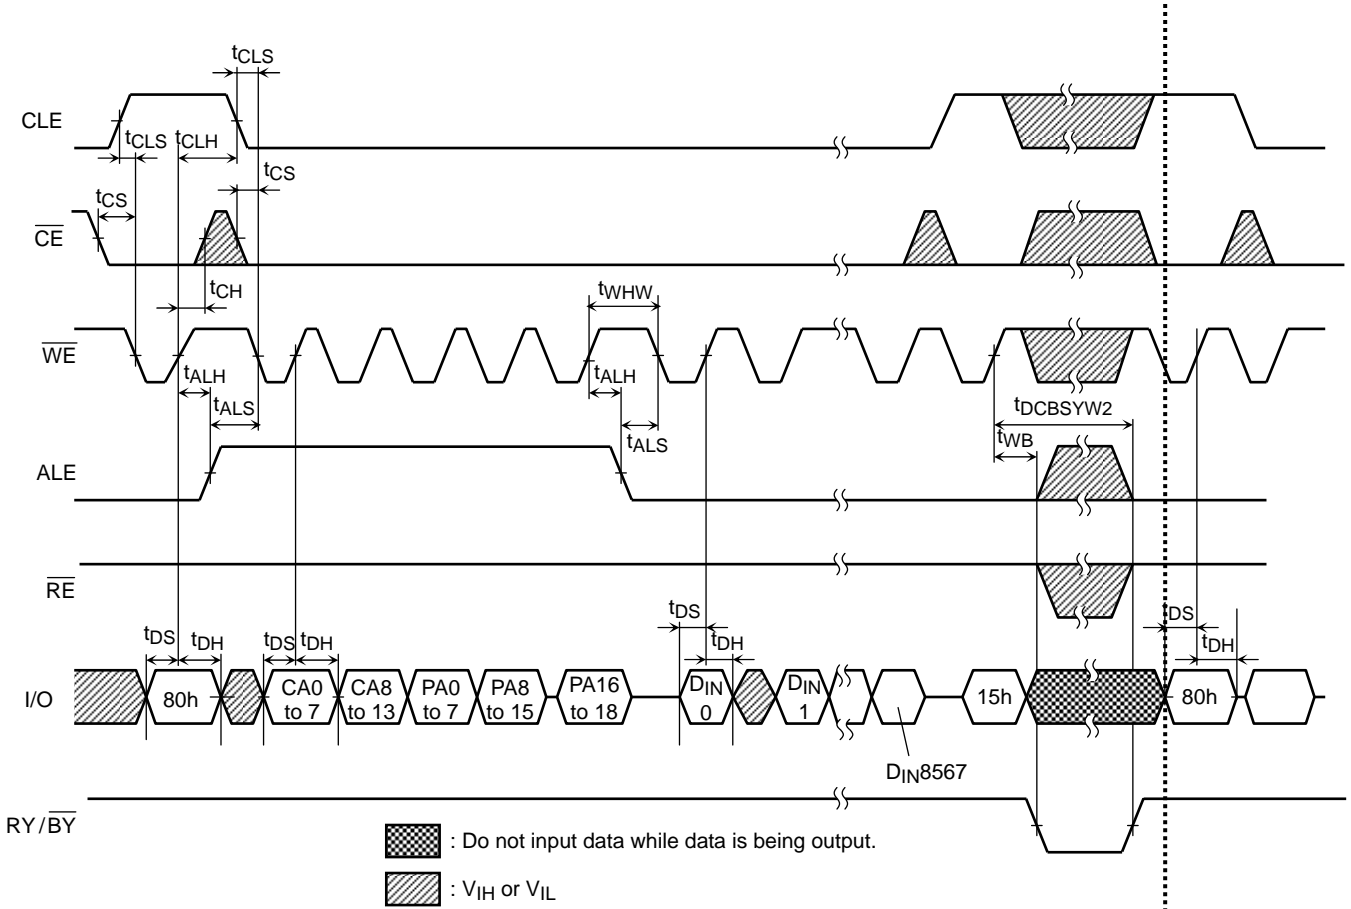 tCLS
CLE
tCLS
tCLH
tCS
tCS
CE
tCH
tWHW
WE
tALH
tALH
tALS
tDCBSYW2
tALS
tWB
ALE
RE
tDS
DS
tDS
tDH
tDS
tDH
tDH
tDH
I/O
80h
CA0 to 7
CA8 to 13
PA0 to 7
PA8 to 15
PA16 to 18
DIN 0
DIN 1
15h
80h
DIN8567
RY/BY
: Do not input data while data is being output.
: VIH or VIL